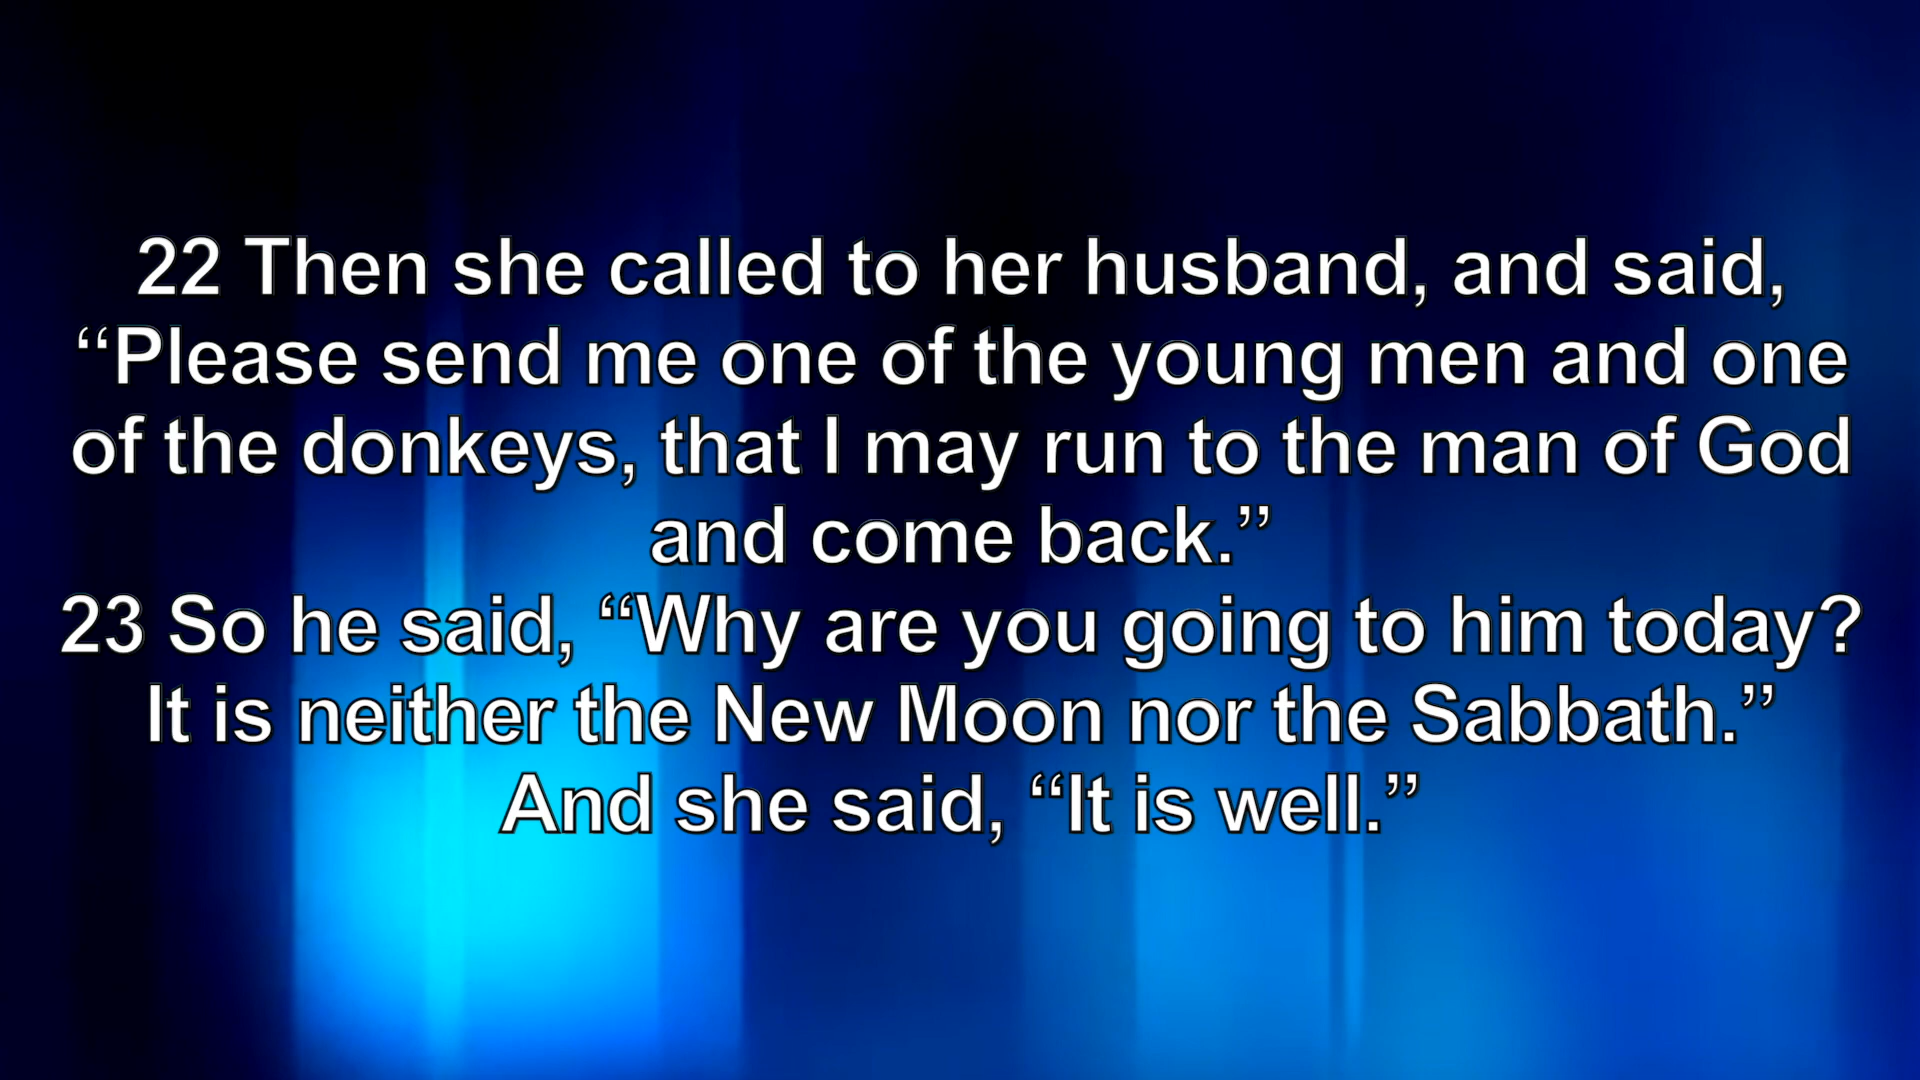 22 Then she called to her husband, and said,
“Please send me one of the young men and one
of the donkeys, that I may run to the man of God
and come back.”
23 So he said, “Why are you going to him today?
It is neither the New Moon nor the Sabbath.”
And she said, “It is well.”